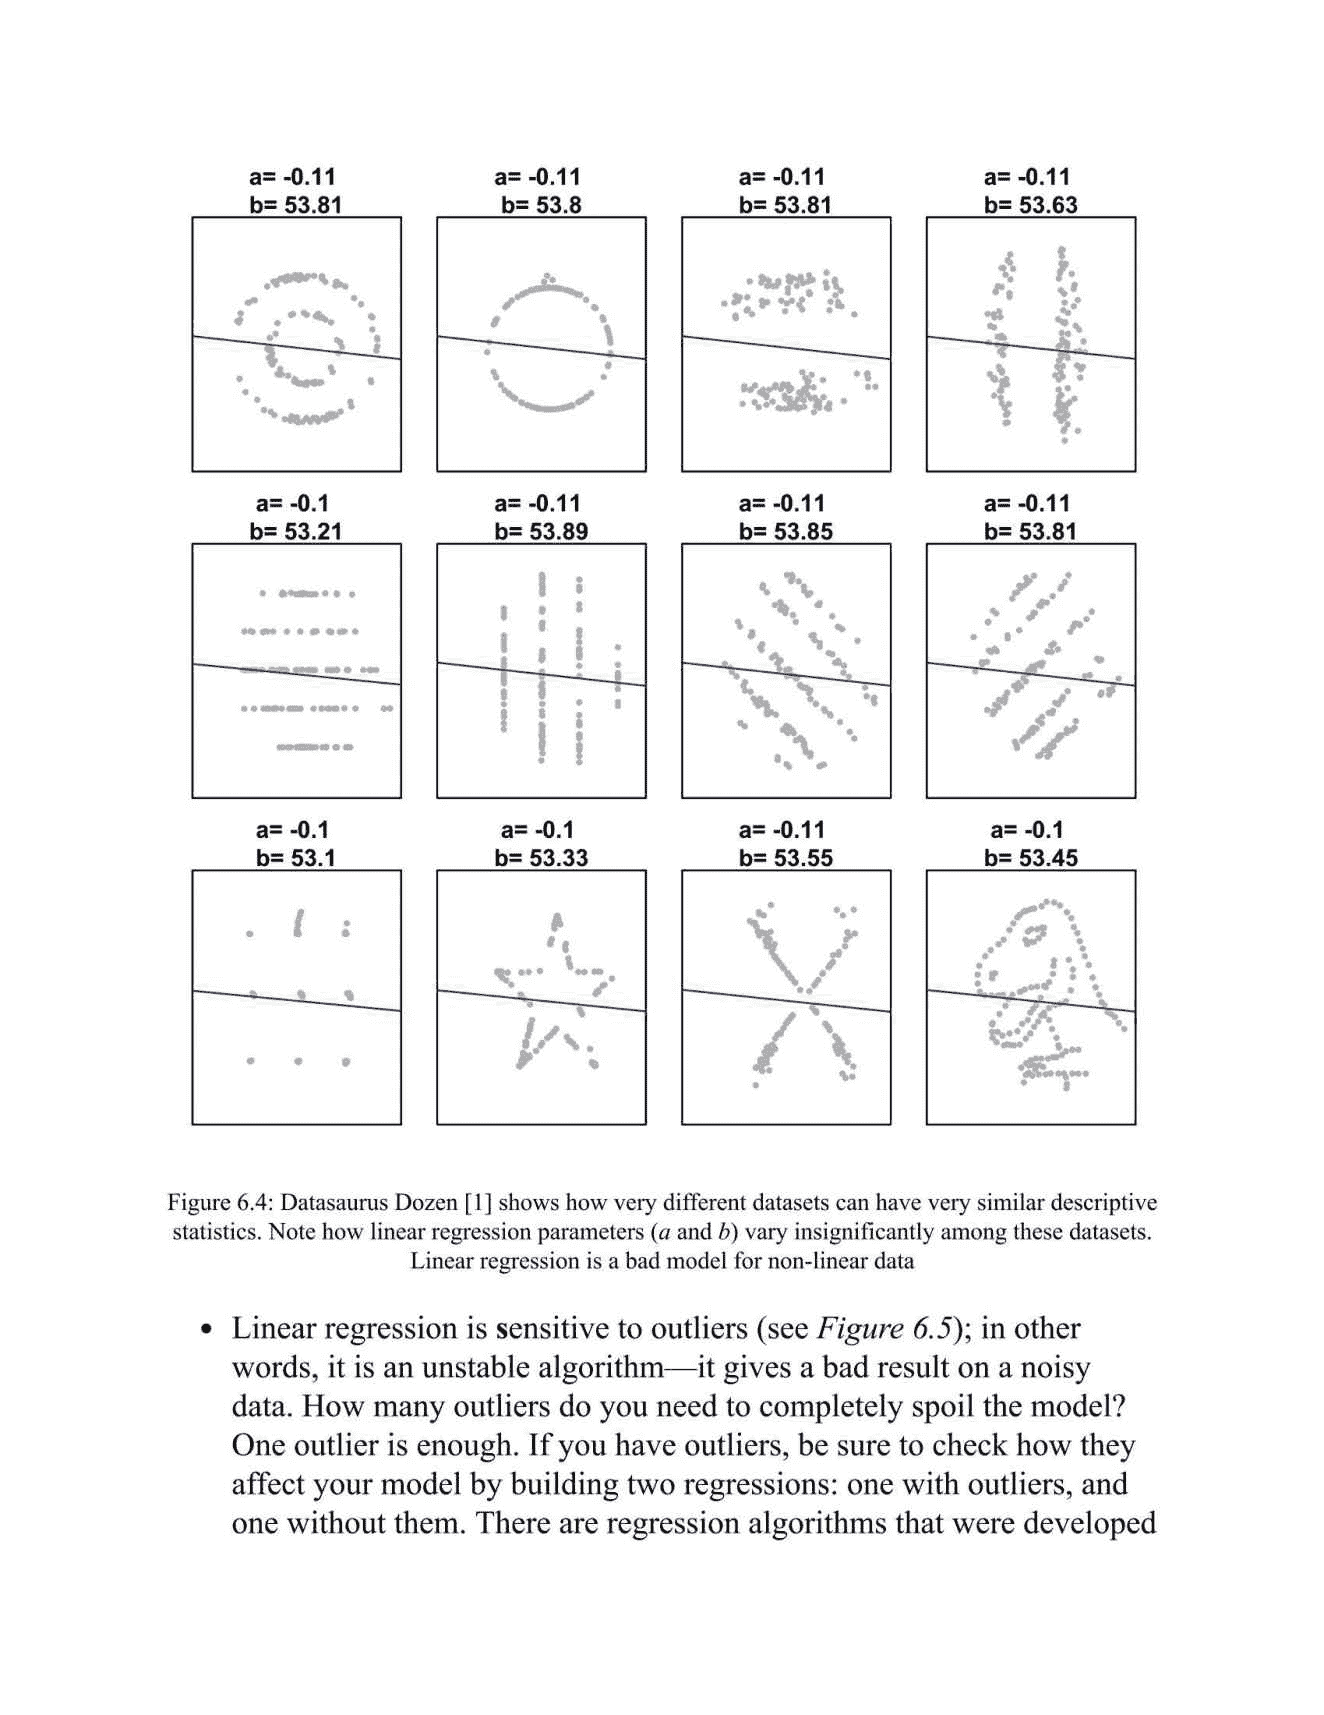 a= -0.11 a= -0.11 a= -0.11 a= -0.11
b= 53.81 b= 53.8 b= 53.81 b= 53.63
a= -0.1 a= -0.11 a= -0.11 a= -0.11
b= 53.21 b= 53.89 b= 53.85 b= 53.81
a= -0.1 a= -0.1 a= -0.11 a= -0.1
b= 53.1 b= 53.33 b= 53.55 b= 53.45
Figure 6.4: Datasaurus Dozen [1] shows how very different datasets can have very similar descriptive
statistics. Note how linear regression parameters (a and b) vary insignificantly among these datasets.
Linear regression is a bad model for non-linear data
• Linear regression is sensitive to outliers (see Figure 6.5); in other
words, it is an unstable algorithm—it gives a bad result on a noisy
data. How many outliers do you need to completely spoil the model?
One outlier is enough. If you have outliers, be sure to check how they
affect your model by building two regressions: one with outliers, and
one without them. There are regression algorithms that were developed